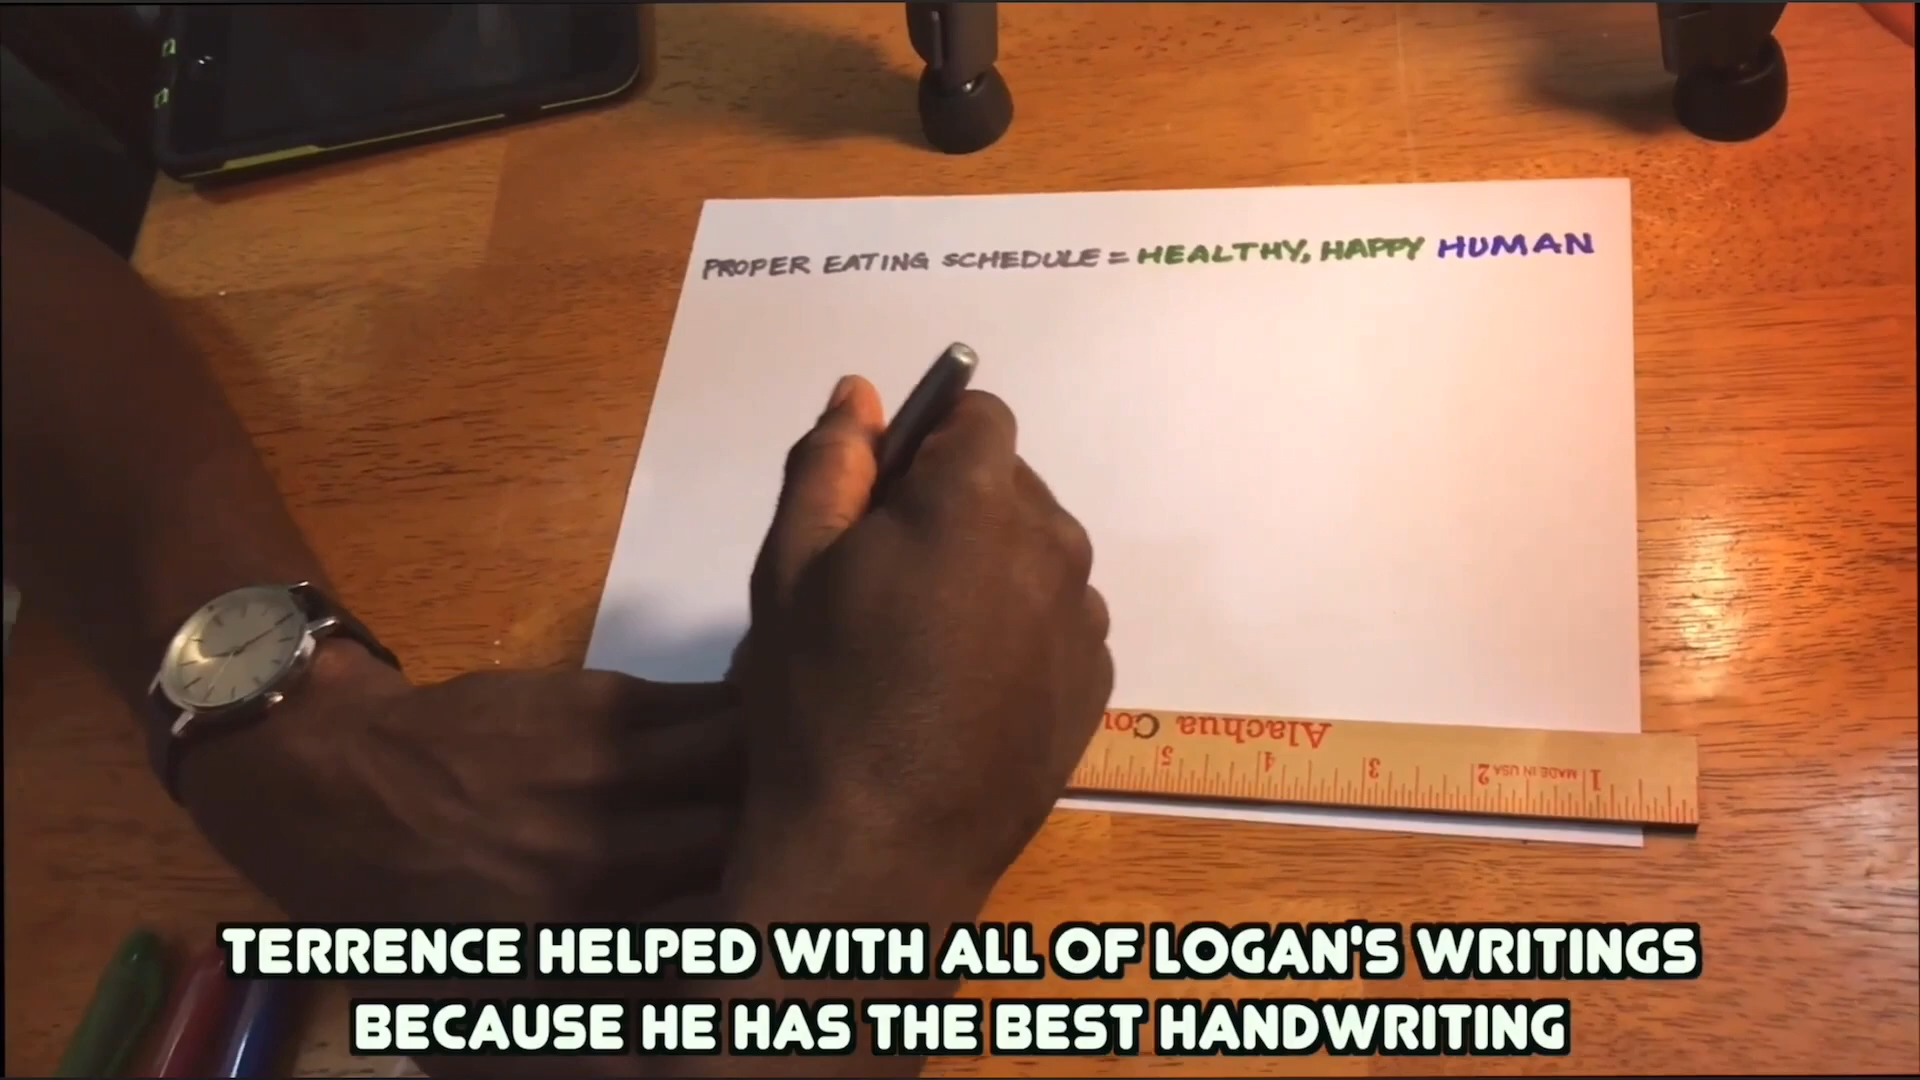 PROPER EATING SCHEDULE = HEALTHY, HAPPY HUMAN
Alachua
5 4 3 2 MADE IN USA 1
TERRENCE HELPED WITH ALL OF LOGAN'S WRITINGS
BECAUSE HE HAS THE BEST HANDWRITING